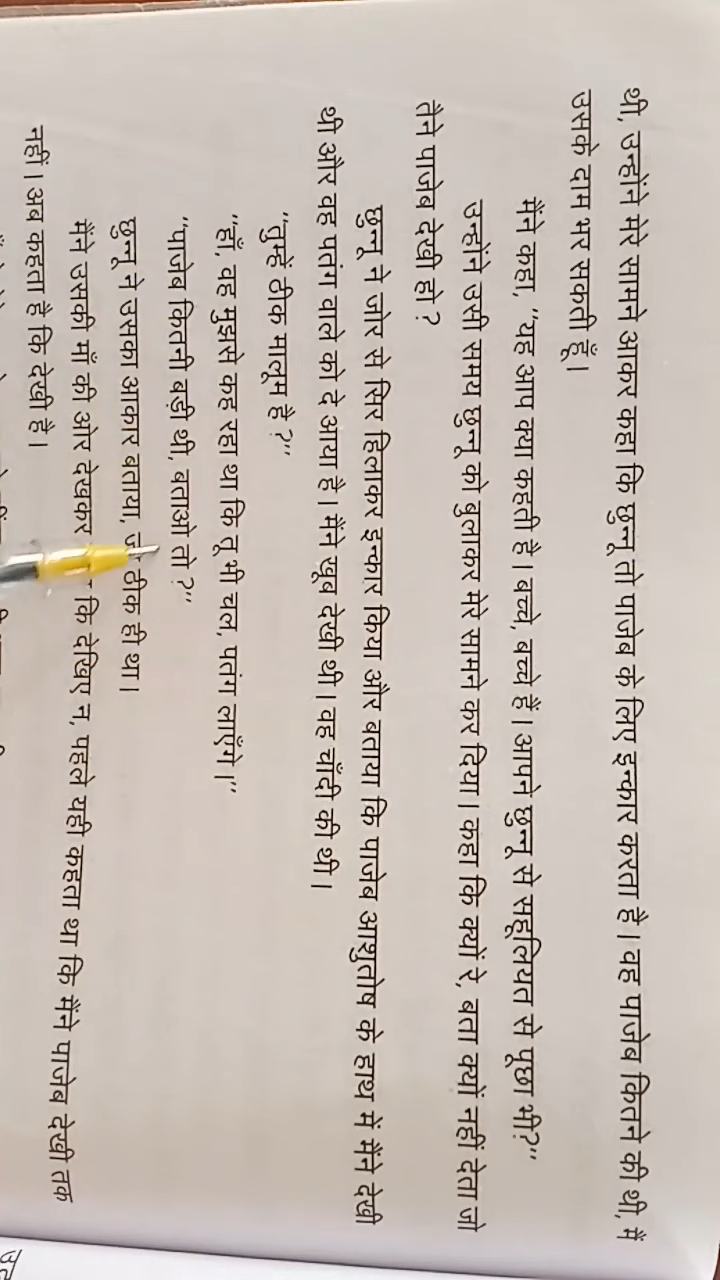 थी, उन्होंने मेरे सामने आकर कहा कि छुन्नू तो पाजेब के लिए इन्कार करता है। वह पाजेब कितने की थी, मैं
उसके दाम भर सकती हूँ।
मैंने कहा, "यह आप क्या कहती है। बच्चे, बच्चे हैं। आपने छुन्नू से सहूलियत से पूछा भी?"
उन्होंने उसी समय छुन्नू को बुलाकर मेरे सामने कर दिया। कहा कि क्यों रे, बता क्यों नहीं देता जो
तैने पाजेब देखी हो?
छुन्नू ने जोर से सिर हिलाकर इन्कार किया और बताया कि पाजेब आशुतोष के हाथ में मैंने देखी
थी और वह पतंग वाले को दे आया है। मैंने खूब देखी थी। वह चाँदी की थी।
"तुम्हें ठीक मालूम है?"
"हाँ, वह मुझसे कह रहा था कि तू भी चल, पतंग लाएँगे।"
"पाजेब कितनी बड़ी थी, बताओ तो?"
छुन्नू ने उसका आकार बताया, ठीक ही था।
मैंने उसकी माँ की ओर देखकर कि देखिए न, पहले यही कहता था कि मैंने पाजेब देखी तक
नहीं। अब कहता है कि देखी है।